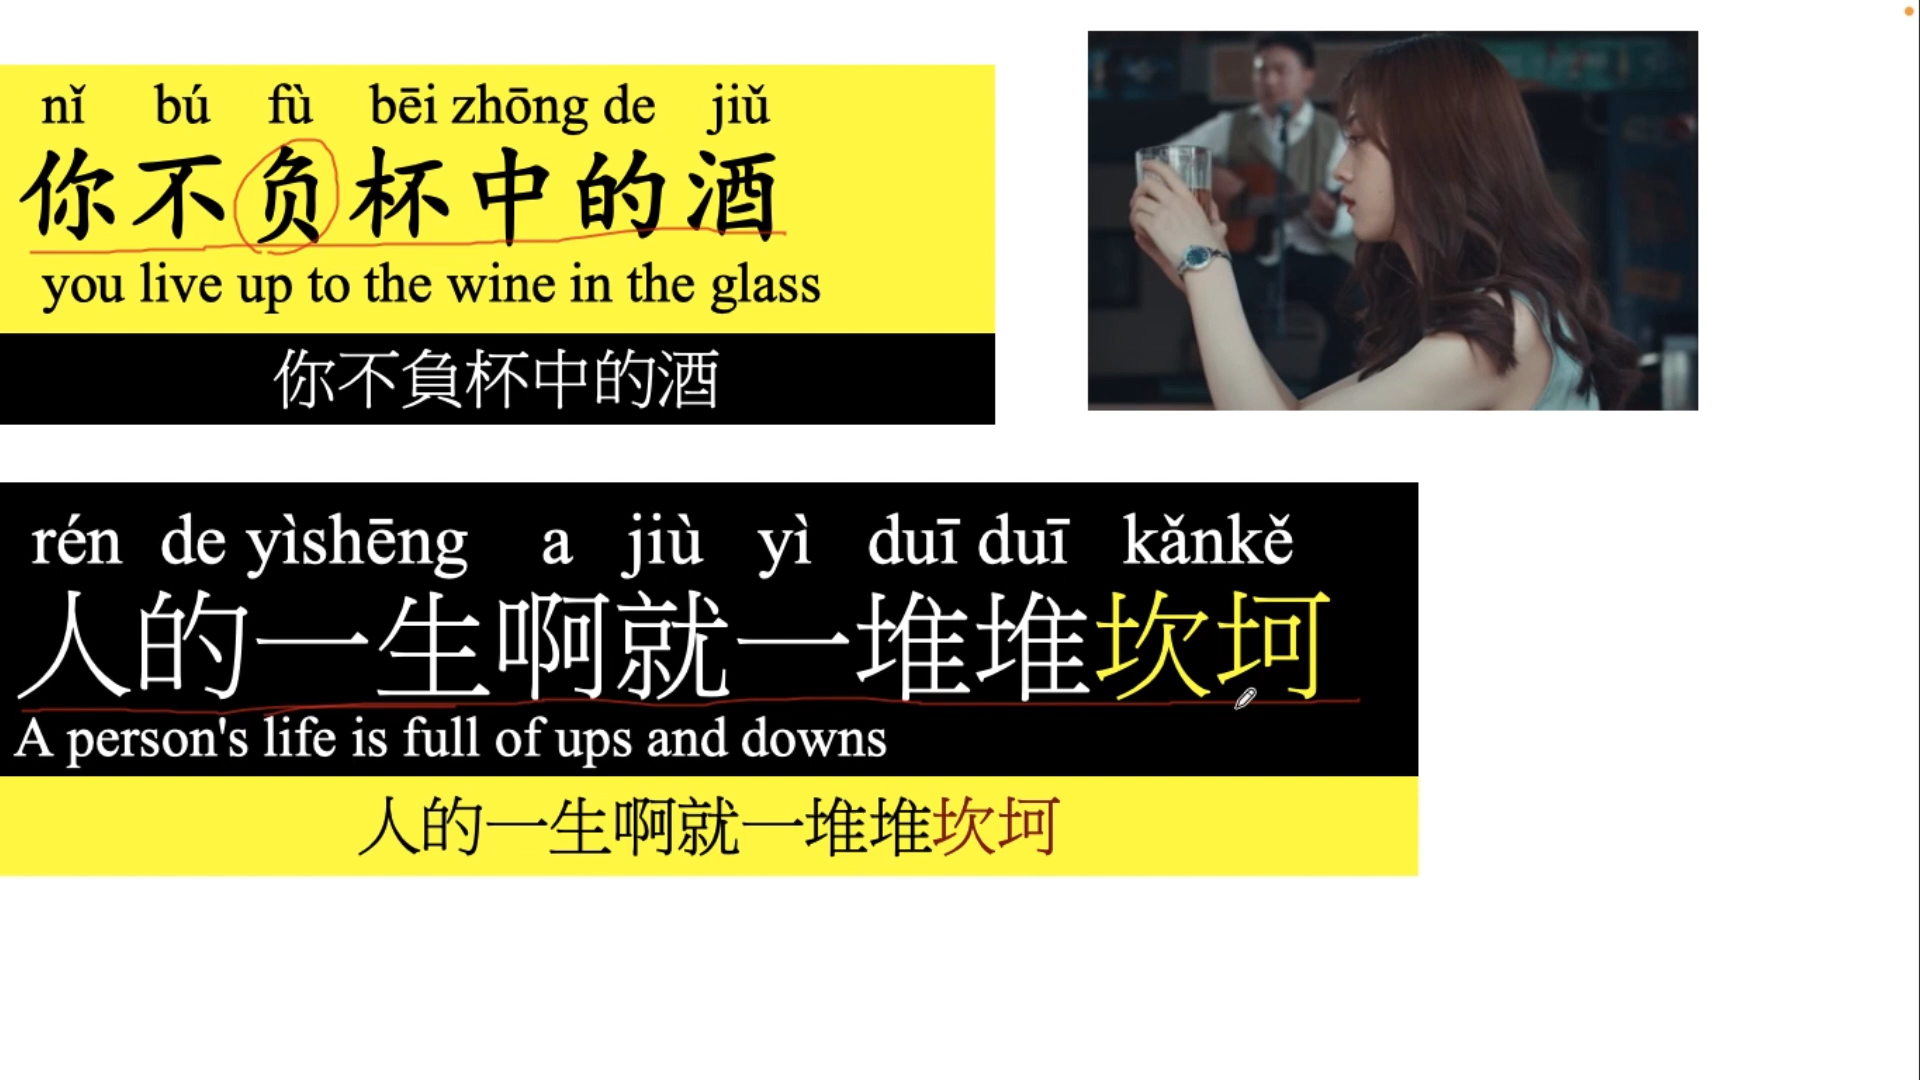 nǐ bú fù bēi zhōng de jiǔ
你不负杯中的酒
you live up to the wine in the glass
你不負杯中的酒
rén de yìshēng a jiù yì duī duī kǎnkě
人的一生啊就一堆堆坎坷
A person's life is full of ups and downs
人的一生啊就一堆堆坎坷